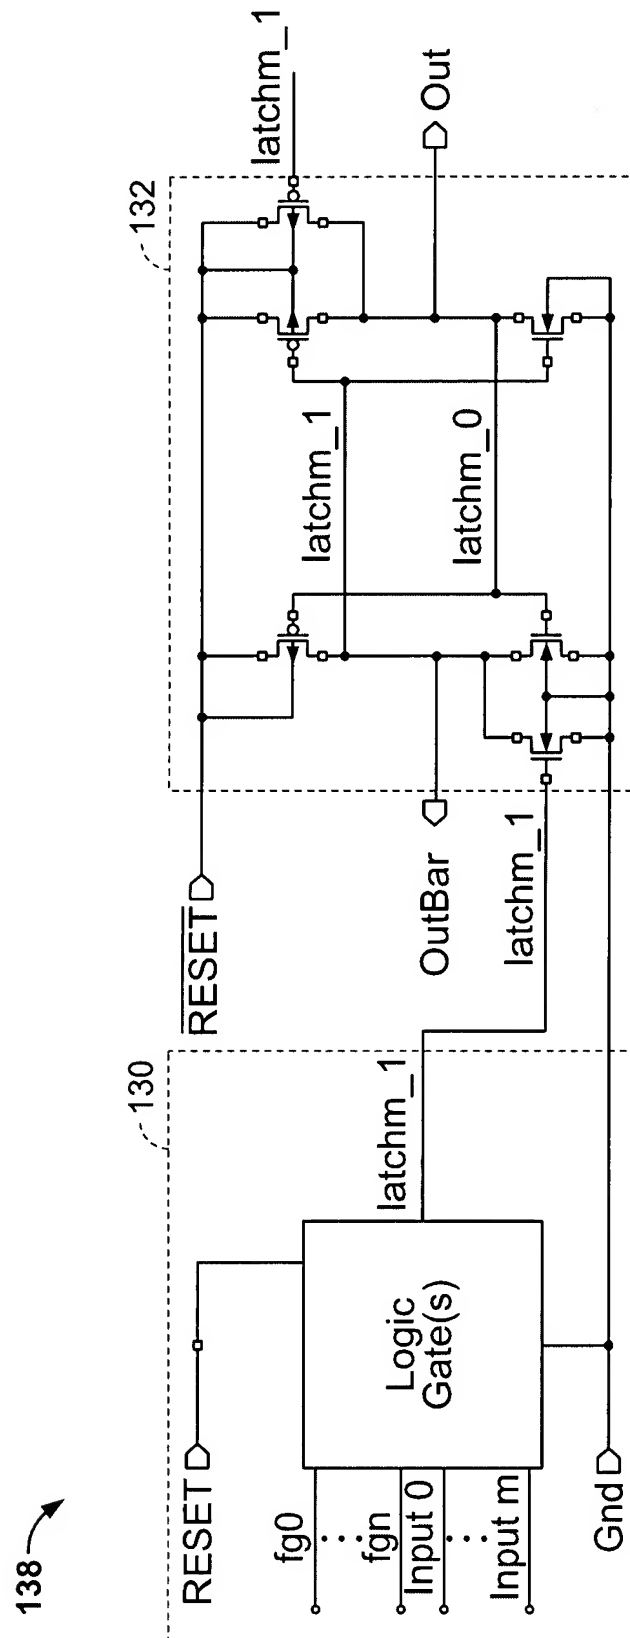 138
130
132
RESET
R̅E̅S̅E̅T̅
latchm_1
fg0
fgn
Input 0
Input m
Logic
Gate(s)
latchm_1
latchm_1
OutBar
latchm_1
latchm_0
Out
Gnd